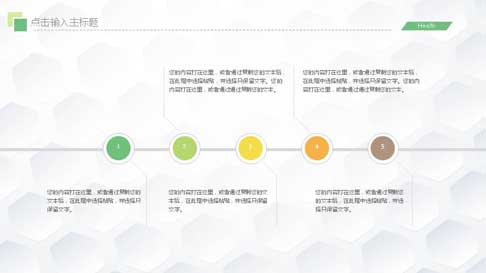 点击输入主标题
Health
您的内容打在这里，或者通过复制您的文本后，
在此框中选择粘贴，并选择只保留文字。您的
内容打在这里，或者通过通过复制您的文本。
您的内容打在这里，或者通过复制您的文本后，
在此框中选择粘贴，并选择只保留文字。您的内
容打在这里，或者通过通过复制您的文本。
1
2
3
4
5
您的内容打在这里，或者通过复制您的
文本后，在此框中选择粘贴，并选择只
保留文字。
您的内容打在这里，或者通过复制您的文
本后，在此框中选择粘贴，并选择只保留
文字。
您的内容打在这里，或者通过复制您
的文本后，在此框中选择粘贴，并选
择只保留文字。